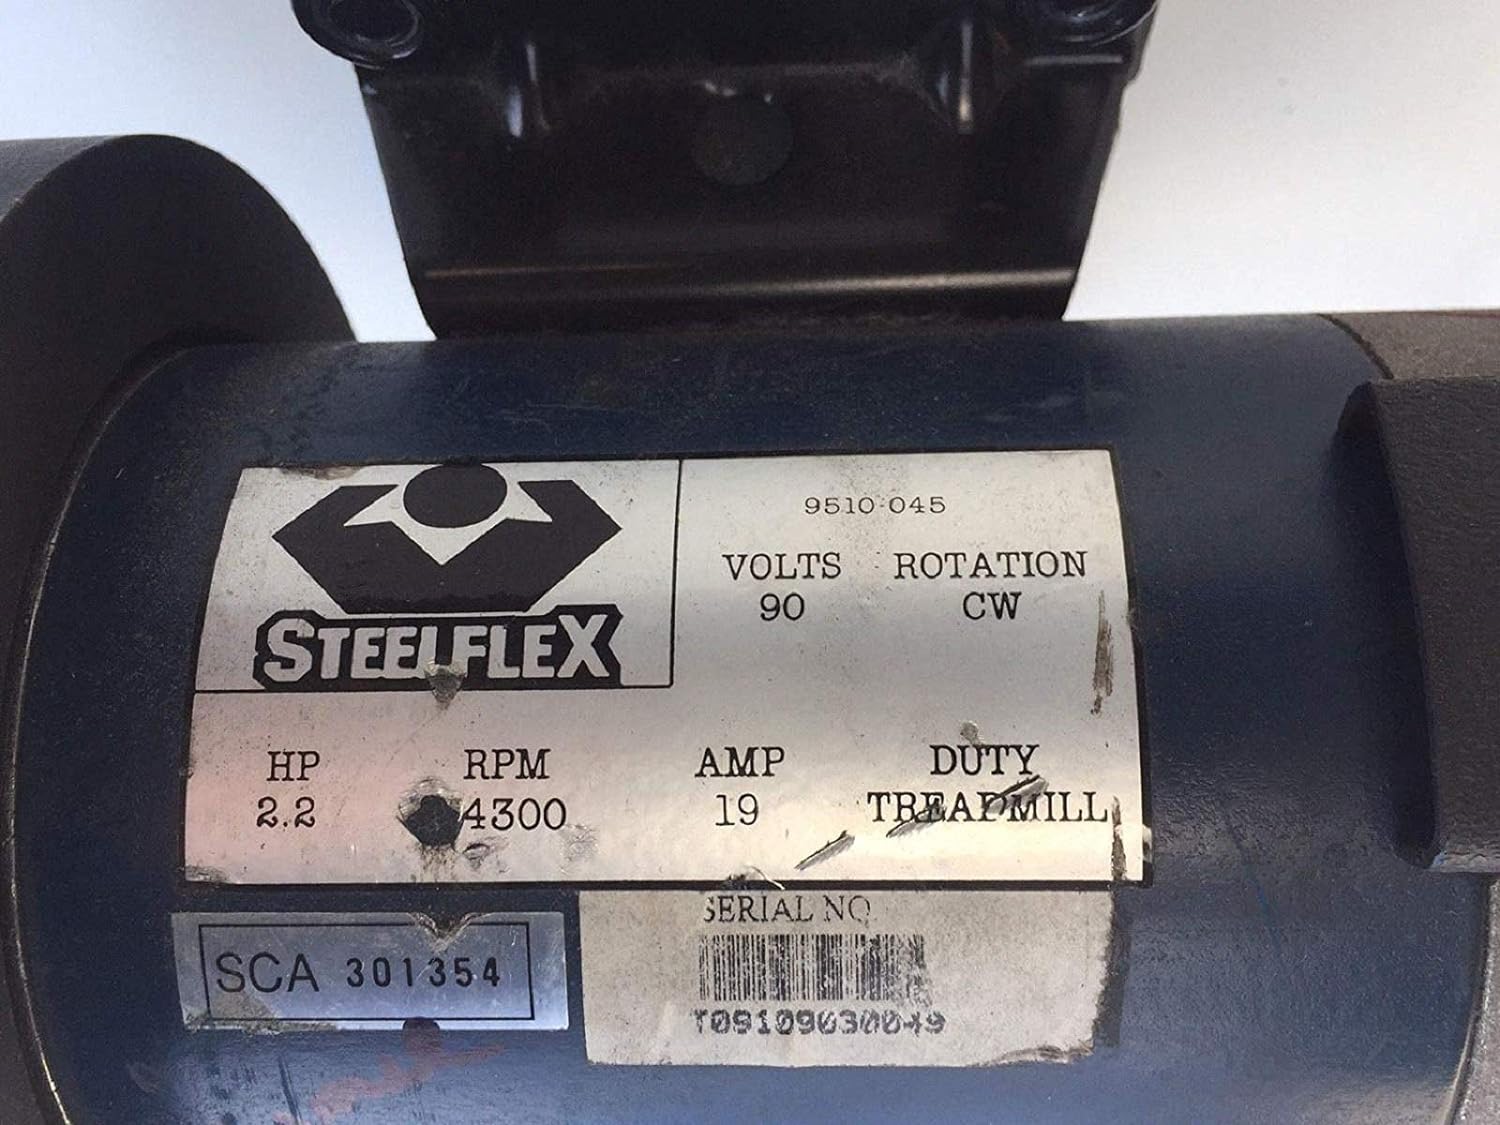 9510-045
VOLTS ROTATION
90 CW
STEELFLEX
HP RPM AMP DUTY
2.2 4300 19 TREADMILL
SERIAL NO
SCA 301354
T09109030049